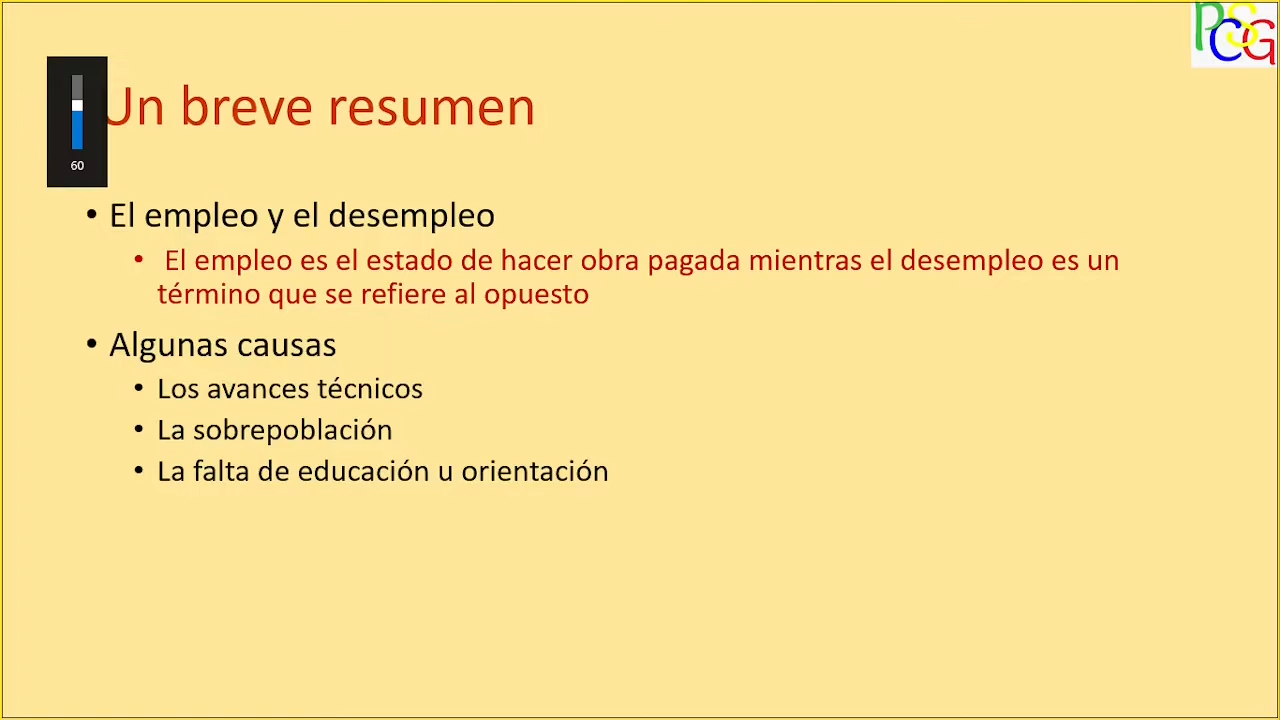 PCSG
Un breve resumen
60
• El empleo y el desempleo
• El empleo es el estado de hacer obra pagada mientras el desempleo es un
término que se refiere al opuesto
• Algunas causas
• Los avances técnicos
• La sobrepoblación
• La falta de educación u orientación